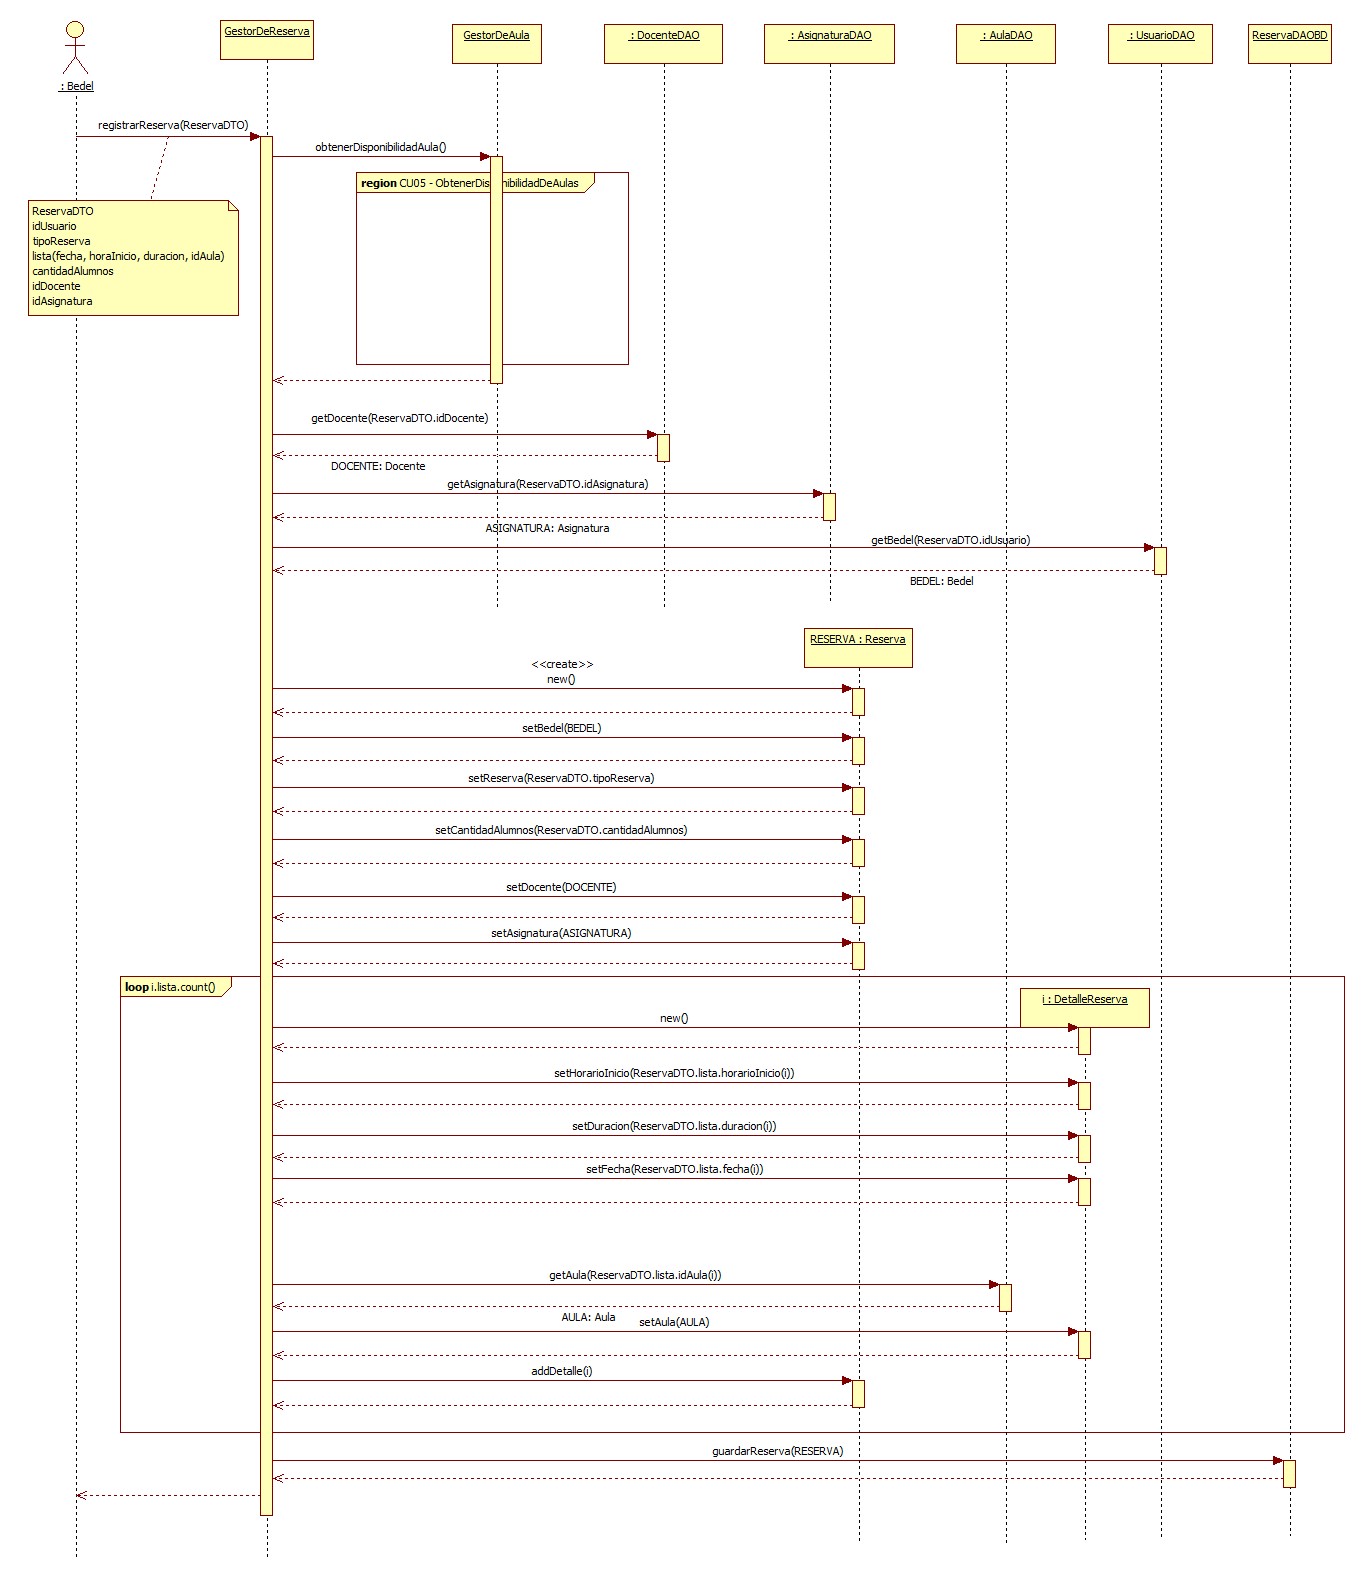 GestorDeReserva
GestorDeAula
: DocenteDAO
: AsignaturaDAO
: AulaDAO
: UsuarioDAO
ReservaDAOBD
: Bedel
registrarReserva(ReservaDTO)
obtenerDisponibilidadAula()
region CU05 - ObtenerDisponibilidadDeAulas
ReservaDTO
idUsuario
tipoReserva
lista(fecha, horaInicio, duracion, idAula)
cantidadAlumnos
idDocente
idAsignatura
getDocente(ReservaDTO.idDocente)
DOCENTE: Docente
getAsignatura(ReservaDTO.idAsignatura)
ASIGNATURA: Asignatura
getBedel(ReservaDTO.idUsuario)
BEDEL: Bedel
RESERVA : Reserva
<<create>>
new()
setBedel(BEDEL)
setReserva(ReservaDTO.tipoReserva)
setCantidadAlumnos(ReservaDTO.cantidadAlumnos)
setDocente(DOCENTE)
setAsignatura(ASIGNATURA)
loop i.lista.count()
i : DetalleReserva
new()
setHorarioInicio(ReservaDTO.lista.horarioInicio(i))
setDuracion(ReservaDTO.lista.duracion(i))
setFecha(ReservaDTO.lista.fecha(i))
getAula(ReservaDTO.lista.idAula(i))
AULA: Aula
setAula(AULA)
addDetalle(i)
guardarReserva(RESERVA)